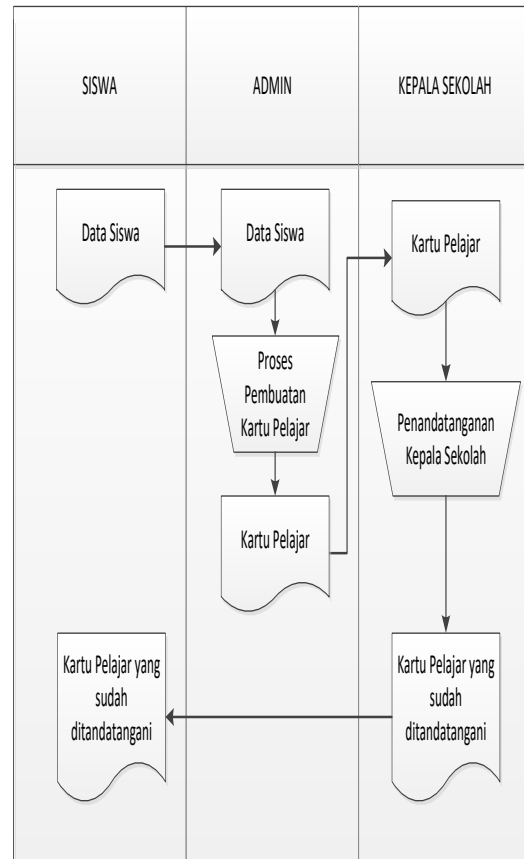 SISWA
ADMIN
KEPALA SEKOLAH
Data Siswa
Data Siswa
Kartu Pelajar
Proses
Pembuatan
Kartu Pelajar
Penandatanganan
Kepala Sekolah
Kartu Pelajar
Kartu Pelajar yang
sudah
ditandatangani
Kartu Pelajar yang
sudah
ditandatangani